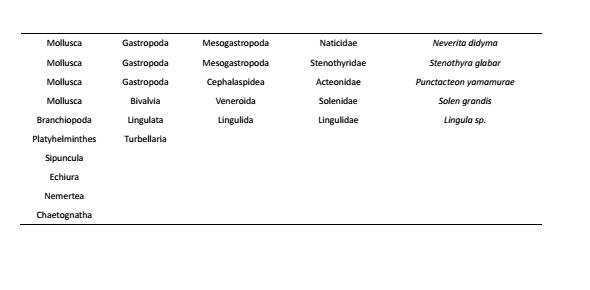 Mollusca Gastropoda Mesogastropoda Naticidae Neverita didyma
Mollusca Gastropoda Mesogastropoda Stenothyridae Stenothyra glabar
Mollusca Gastropoda Cephalaspidea Acteonidae Punctacteon yamamurae
Mollusca Bivalvia Veneroida Solenidae Solen grandis
Branchiopoda Lingulata Lingulida Lingulidae Lingula sp.
Platyhelminthes Turbellaria
Sipuncula
Echiura
Nemertea
Chaetognatha